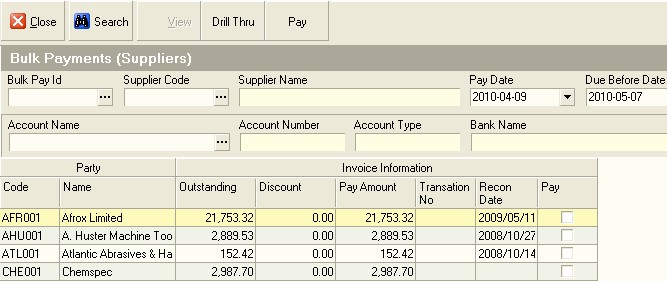 Close Search View Drill Thru Pay
Bulk Payments (Suppliers)
Bulk Pay Id Supplier Code Supplier Name Pay Date Due Before Date
... ... 2010-04-09 2010-05-07
Account Name Account Number Account Type Bank Name
...
Party Invoice Information
Code Name Outstanding Discount Pay Amount Transation No Recon Date Pay
AFR001 Afrox Limited 21,753.32 0.00 21,753.32 2009/05/11
AHU001 A. Huster Machine Too 2,889.53 0.00 2,889.53 2008/10/27
ATL001 Atlantic Abrasives & Ha 152.42 0.00 152.42 2008/10/14
CHE001 Chemspec 2,987.70 0.00 2,987.70